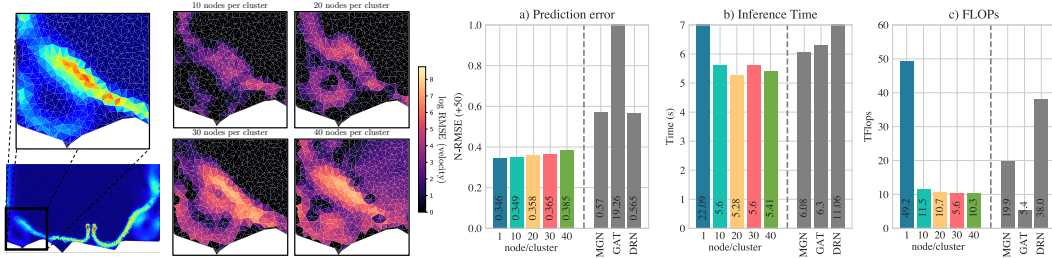 10 nodes per cluster
20 nodes per cluster
30 nodes per cluster
40 nodes per cluster
8
7
6
5
4
3
2
1
0
log RMSE (velocity)
a) Prediction error
N-RMSE (+50)
1.0
0.8
0.6
0.4
0.2
0.0
0.346
0.349
0.358
0.365
0.385
0.57
19.26
0.565
1 10 20 30 40
MGN
GAT
DRN
node/cluster
b) Inference Time
Time (s)
7
6
5
4
3
2
1
0
22.09
5.6
5.28
5.6
5.41
6.08
6.3
11.06
1 10 20 30 40
MGN
GAT
DRN
node/cluster
c) FLOPs
TFlops
60
50
40
30
20
10
0
49.2
11.5
10.7
5.6
10.3
19.9
5.4
38.0
1 10 20 30 40
MGN
GAT
DRN
node/cluster